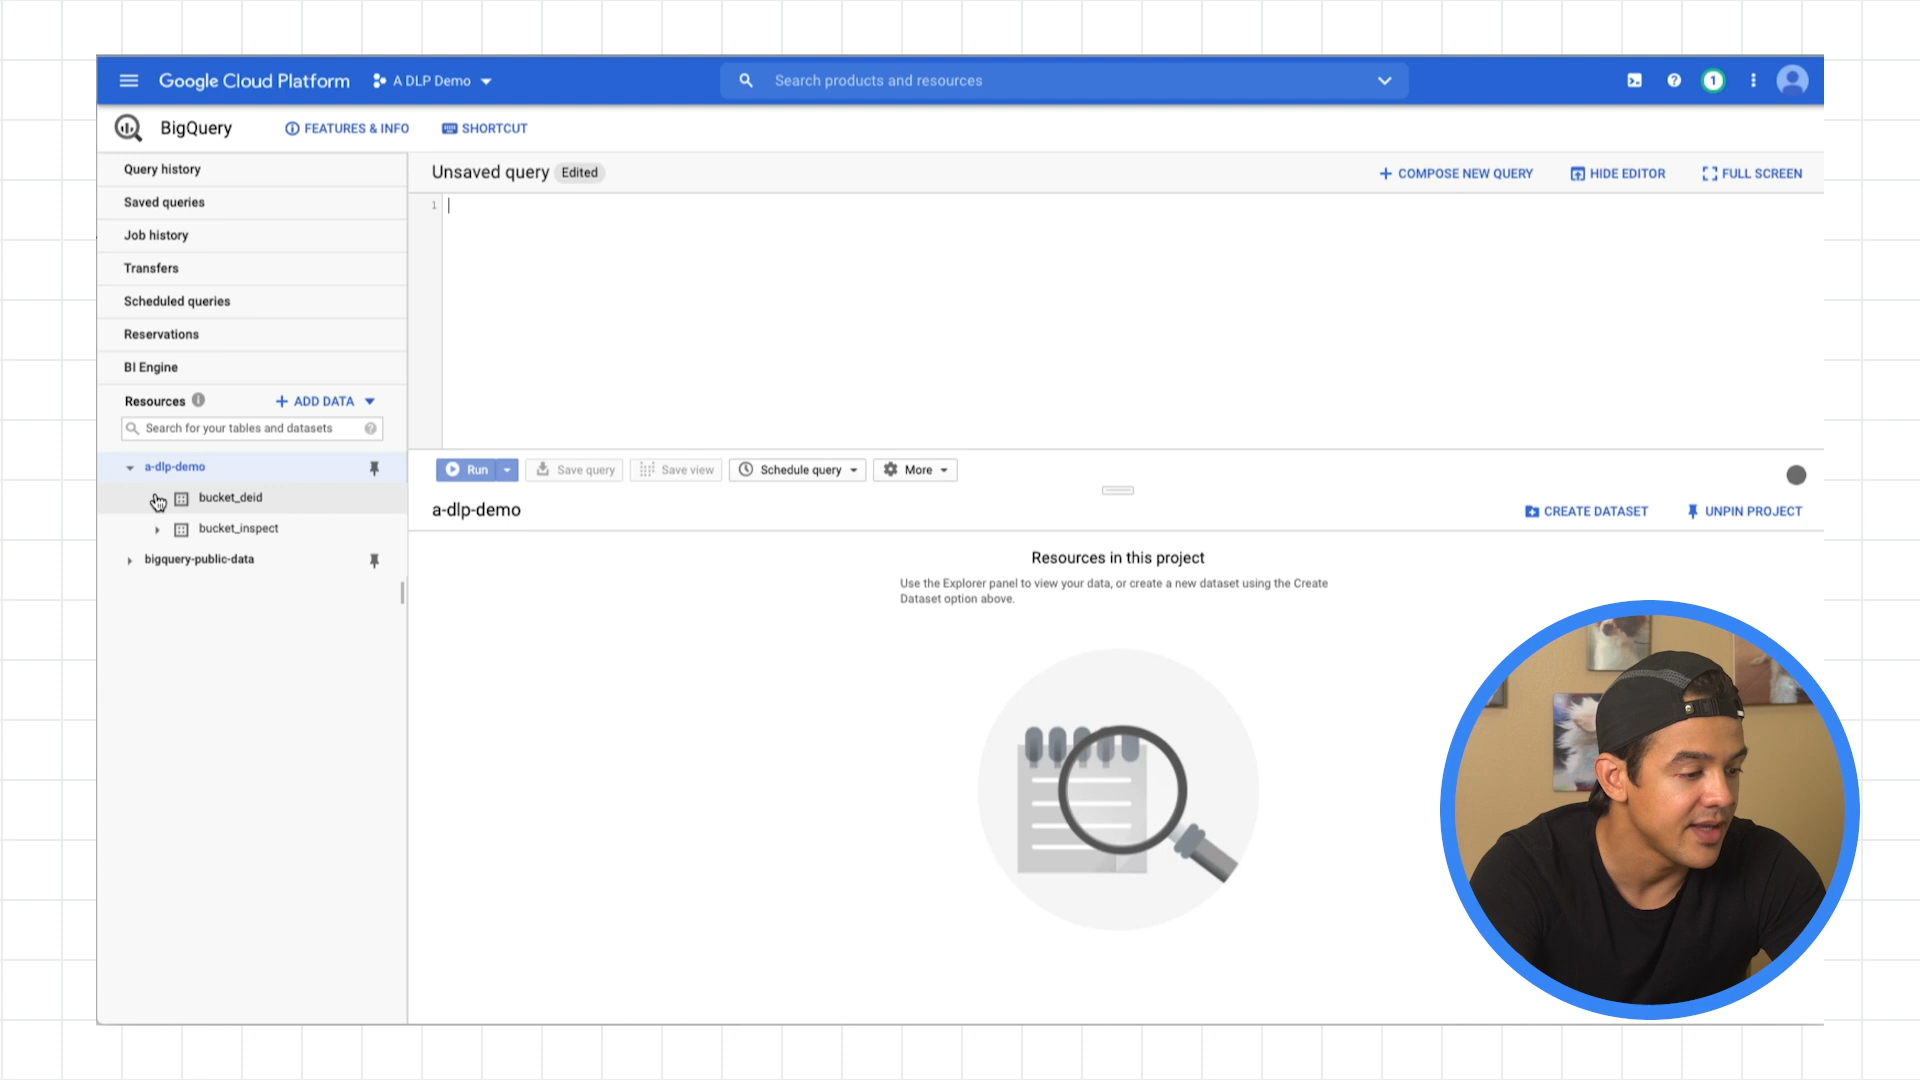 Google Cloud Platform
A DLP Demo
Search products and resources
1
BigQuery
FEATURES & INFO
SHORTCUT
Query history
Saved queries
Job history
Transfers
Scheduled queries
Reservations
BI Engine
Resources
+ ADD DATA
Search for your tables and datasets
a-dlp-demo
bucket_deid
bucket_inspect
bigquery-public-data
Unsaved query
Edited
+ COMPOSE NEW QUERY
HIDE EDITOR
FULL SCREEN
1
Run
Save query
Save view
Schedule query
More
a-dlp-demo
CREATE DATASET
UNPIN PROJECT
Resources in this project
Use the Explorer panel to view your data, or create a new dataset using the Create
Dataset option above.